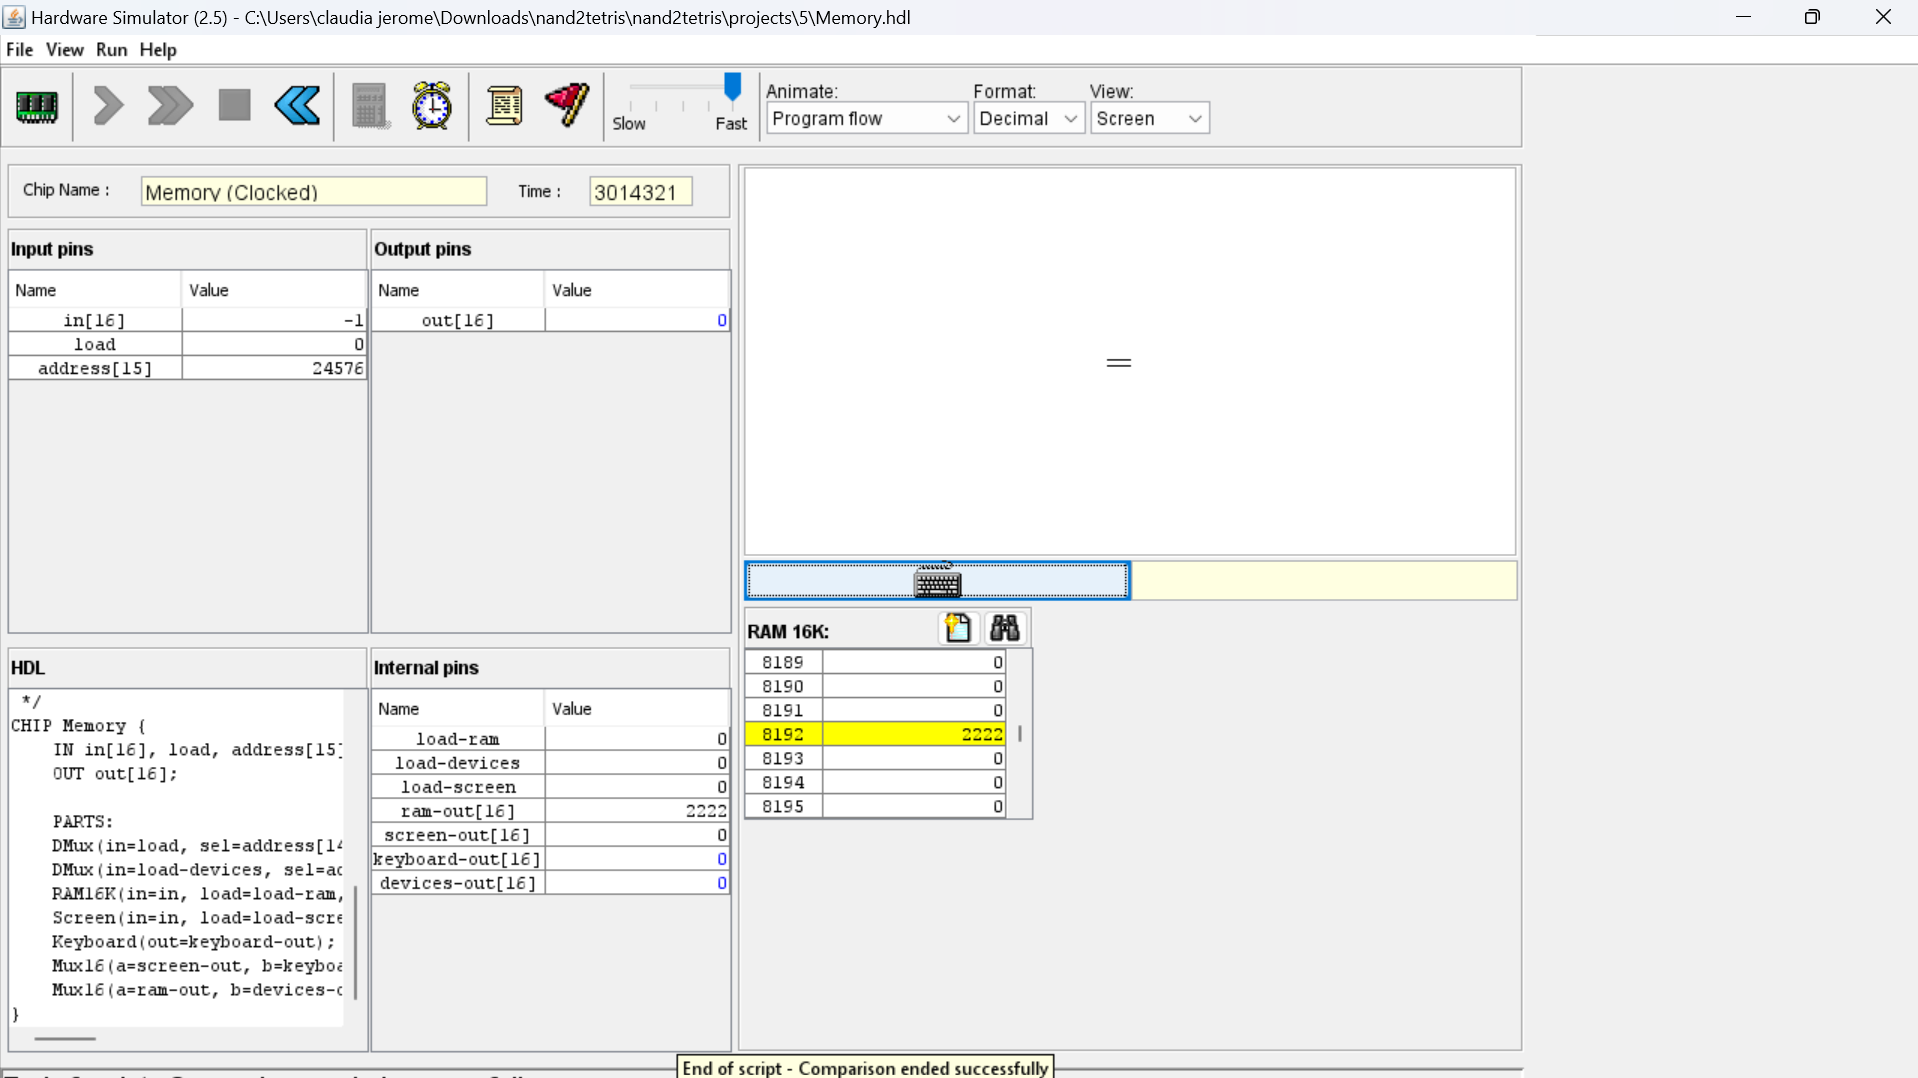 Hardware Simulator (2.5) - C:\Users\claudia jerome\Downloads\nand2tetris\nand2tetris\projects\5\Memory.hdl
File View Run Help
Slow Fast
Animate:
Program flow
Format:
Decimal
View:
Screen
Chip Name :
Memory (Clocked)
Time :
3014321
Input pins
Name Value
in[16] -1
load 0
address[15] 24576
Output pins
Name Value
out[16] 0
HDL
*/
CHIP Memory {
IN in[16], load, address[15]
OUT out[16];
PARTS:
DMux(in=load, sel=address[14
DMux(in=load-devices, sel=ad
RAM16K(in=in, load=load-ram,
Screen(in=in, load=load-scre
Keyboard(out=keyboard-out);
Mux16(a=screen-out, b=keyboa
Mux16(a=ram-out, b=devices-o
}
Internal pins
Name Value
load-ram 0
load-devices 0
load-screen 0
ram-out[16] 2222
screen-out[16] 0
keyboard-out[16] 0
devices-out[16] 0
RAM 16K:
8189 0
8190 0
8191 0
8192 2222
8193 0
8194 0
8195 0
End of script - Comparison ended successfully